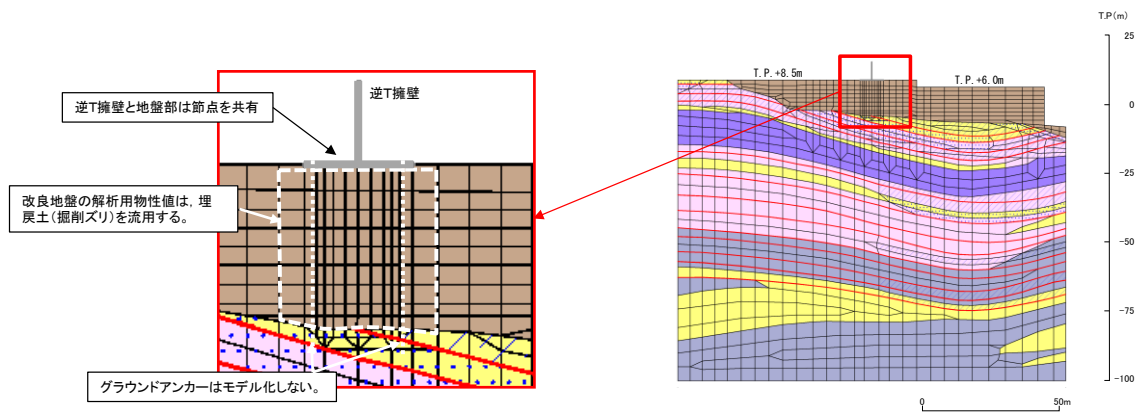 逆T擁壁と地盤部は節点を共有
逆T擁壁
改良地盤の解析用物性値は，埋
戻土（掘削ズリ）を流用する。
グラウンドアンカーはモデル化しない。
T.P（m）
T.P.+8.5m
T.P.+6.0m
25
0
-25
-50
-75
-100
0
50m